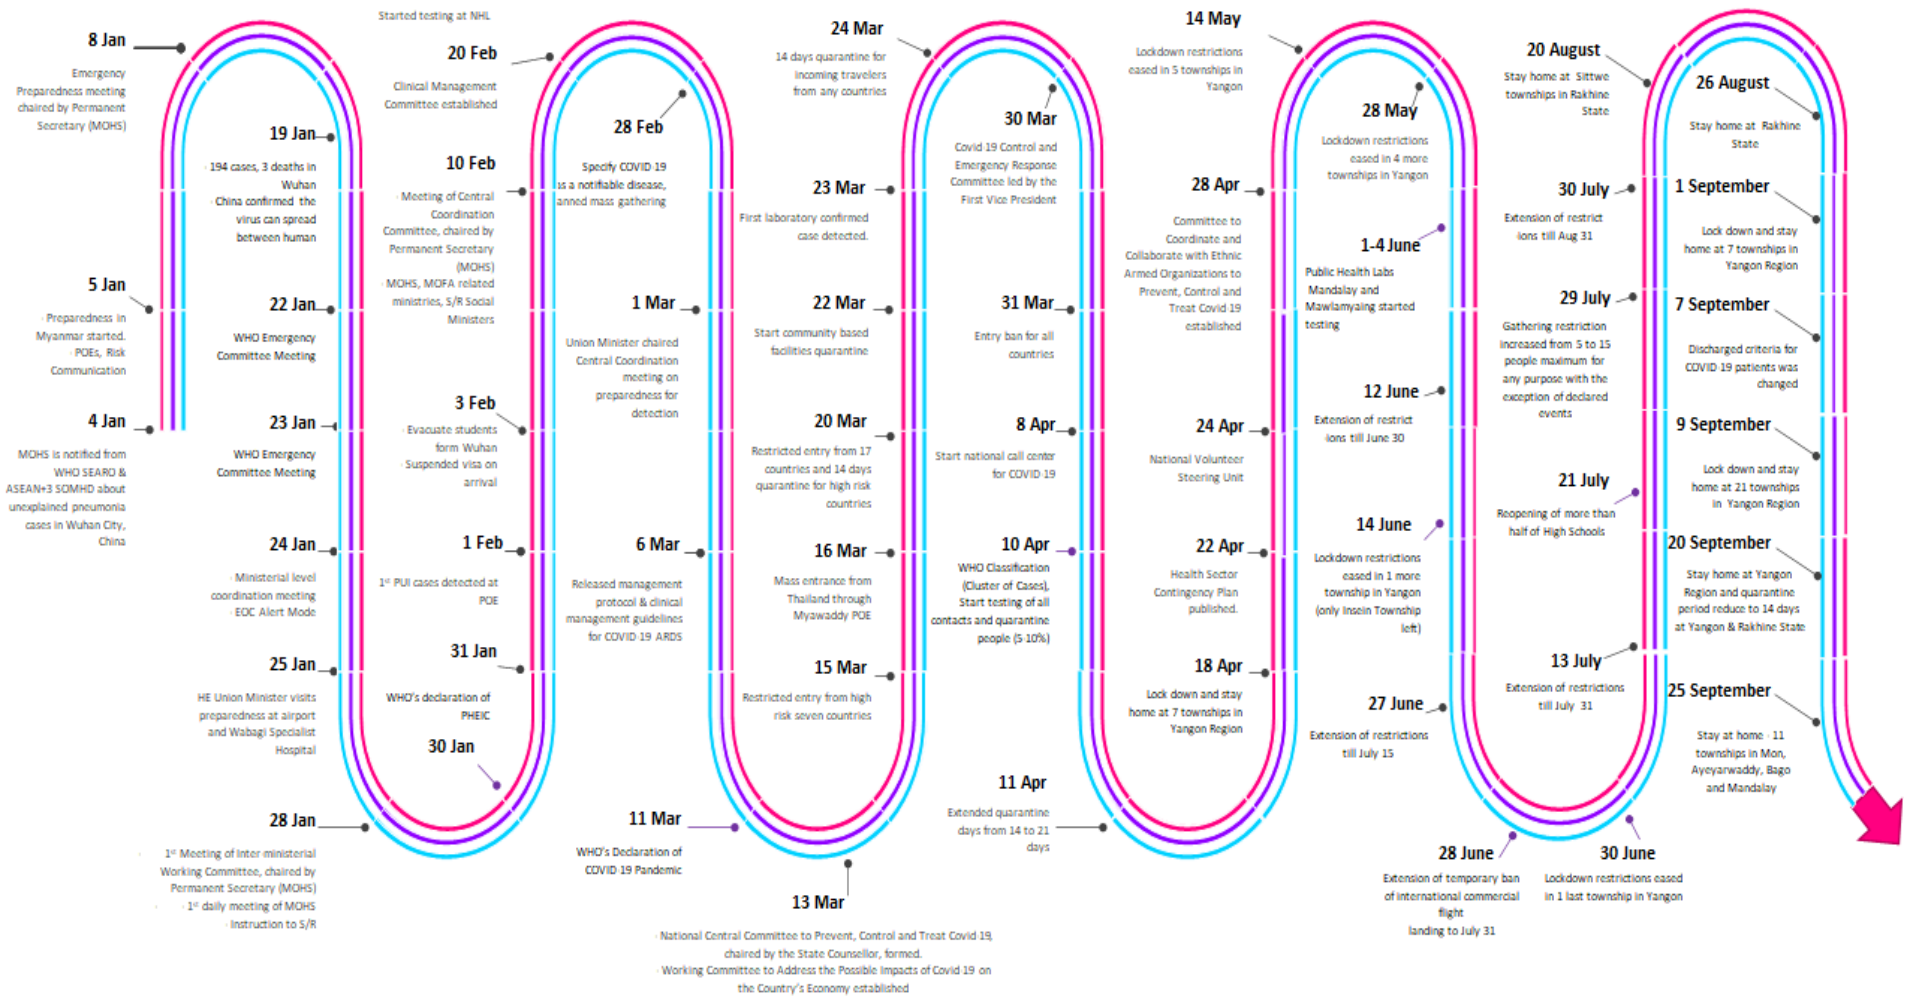 8 Jan
Emergency
Preparedness meeting
chaired by Permanent
Secretary (MOHS)
5 Jan
· Preparedness in
Myanmar started.
· POEs, Risk
Communication
4 Jan
MOHS is notified from
WHO SEARO &
ASEAN+3 SOMHD about
unexplained pneumonia
cases in Wuhan City,
China
19 Jan
· 194 cases, 3 deaths in
Wuhan
· China confirmed the
virus can spread
between human
22 Jan
WHO Emergency
Committee Meeting
23 Jan
WHO Emergency
Committee Meeting
24 Jan
· Ministerial level
coordination meeting
· EOC Alert Mode
25 Jan
HE Union Minister visits
preparedness at airport
and Wabagi Specialist
Hospital
28 Jan
· 1st Meeting of Inter-ministerial
Working Committee, chaired by
Permanent Secretary (MOHS)
· 1st daily meeting of MOHS
· Instruction to S/R
Started testing at NHL
20 Feb
Clinical Management
Committee established
10 Feb
· Meeting of Central
Coordination
Committee, chaired by
Permanent Secretary
(MOHS)
· MOHS, MOFA related
ministries, S/R Social
Ministers
3 Feb
· Evacuate students
form Wuhan
· Suspended visa on
arrival
1 Feb
1st PUI cases detected at
POE
31 Jan
WHO's declaration of
PHEIC
30 Jan
28 Feb
Specify COVID 19
as a notifiable disease,
anned mass gathering
1 Mar
Union Minister chaired
Central Coordination
meeting on
preparedness for
detection
6 Mar
Released management
protocol & clinical
management guidelines
for COVID 19 ARDS
11 Mar
WHO's Declaration of
COVID 19 Pandemic
13 Mar
· National Central Committee to Prevent, Control and Treat Covid 19,
chaired by the State Counsellor, formed.
· Working Committee to Address the Possible Impacts of Covid 19 on
the Country's Economy established
24 Mar
14 days quarantine for
incoming travelers
from any countries
23 Mar
First laboratory confirmed
case detected.
22 Mar
Start community based
facilities quarantine
20 Mar
Restricted entry from 17
countries and 14 days
quarantine for high risk
countries
16 Mar
Mass entrance from
Thailand through
Myawaddy POE
15 Mar
Restricted entry from high
risk seven countries
30 Mar
Covid 19 Control and
Emergency Response
Committee led by the
First Vice President
31 Mar
Entry ban for all
countries
8 Apr
Start national call center
for COVID 19
10 Apr
WHO Classification
(Cluster of Cases),
Start testing of all
contacts and quarantine
people (5 10%)
11 Apr
Extended quarantine
days from 14 to 21
days
14 May
Lockdown restrictions
eased in 5 townships in
Yangon
28 Apr
Committee to
Coordinate and
Collaborate with Ethnic
Armed Organizations to
Prevent, Control and
Treat Covid 19
established
24 Apr
National Volunteer
Steering Unit
22 Apr
Health Sector
Contingency Plan
published.
18 Apr
Lock down and stay
home at 7 townships in
Yangon Region
28 May
Lockdown restrictions
eased in 4 more
townships in Yangon
1-4 June
Public Health Labs
Mandalay and
Mawlamyaing started
testing
12 June
Extension of restrict
ions till June 30
14 June
Lockdown restrictions
eased in 1 more
township in Yangon
(only Insein Township
left)
27 June
Extension of restrictions
till July 15
28 June
Extension of temporary ban
of international commercial
flight
landing to July 31
30 June
Lockdown restrictions eased
in 1 last township in Yangon
20 August
Stay home at Sittwe
townships in Rakhine
State
30 July
Extension of restrict
ions till Aug 31
29 July
Gathering restriction
increased from 5 to 15
people maximum for
any purpose with the
exception of declared
events
21 July
Reopening of more than
half of High Schools
13 July
Extension of restrictions
till July 31
26 August
Stay home at Rakhine
State
1 September
Lock down and stay
home at 7 townships in
Yangon Region
7 September
Discharged criteria for
COVID 19 patients was
changed
9 September
Lock down and stay
home at 21 townships
in Yangon Region
20 September
Stay home at Yangon
Region and quarantine
period reduce to 14 days
at Yangon & Rakhine State
25 September
Stay at home · 11
townships in Mon,
Ayeyarwaddy, Bago
and Mandalay